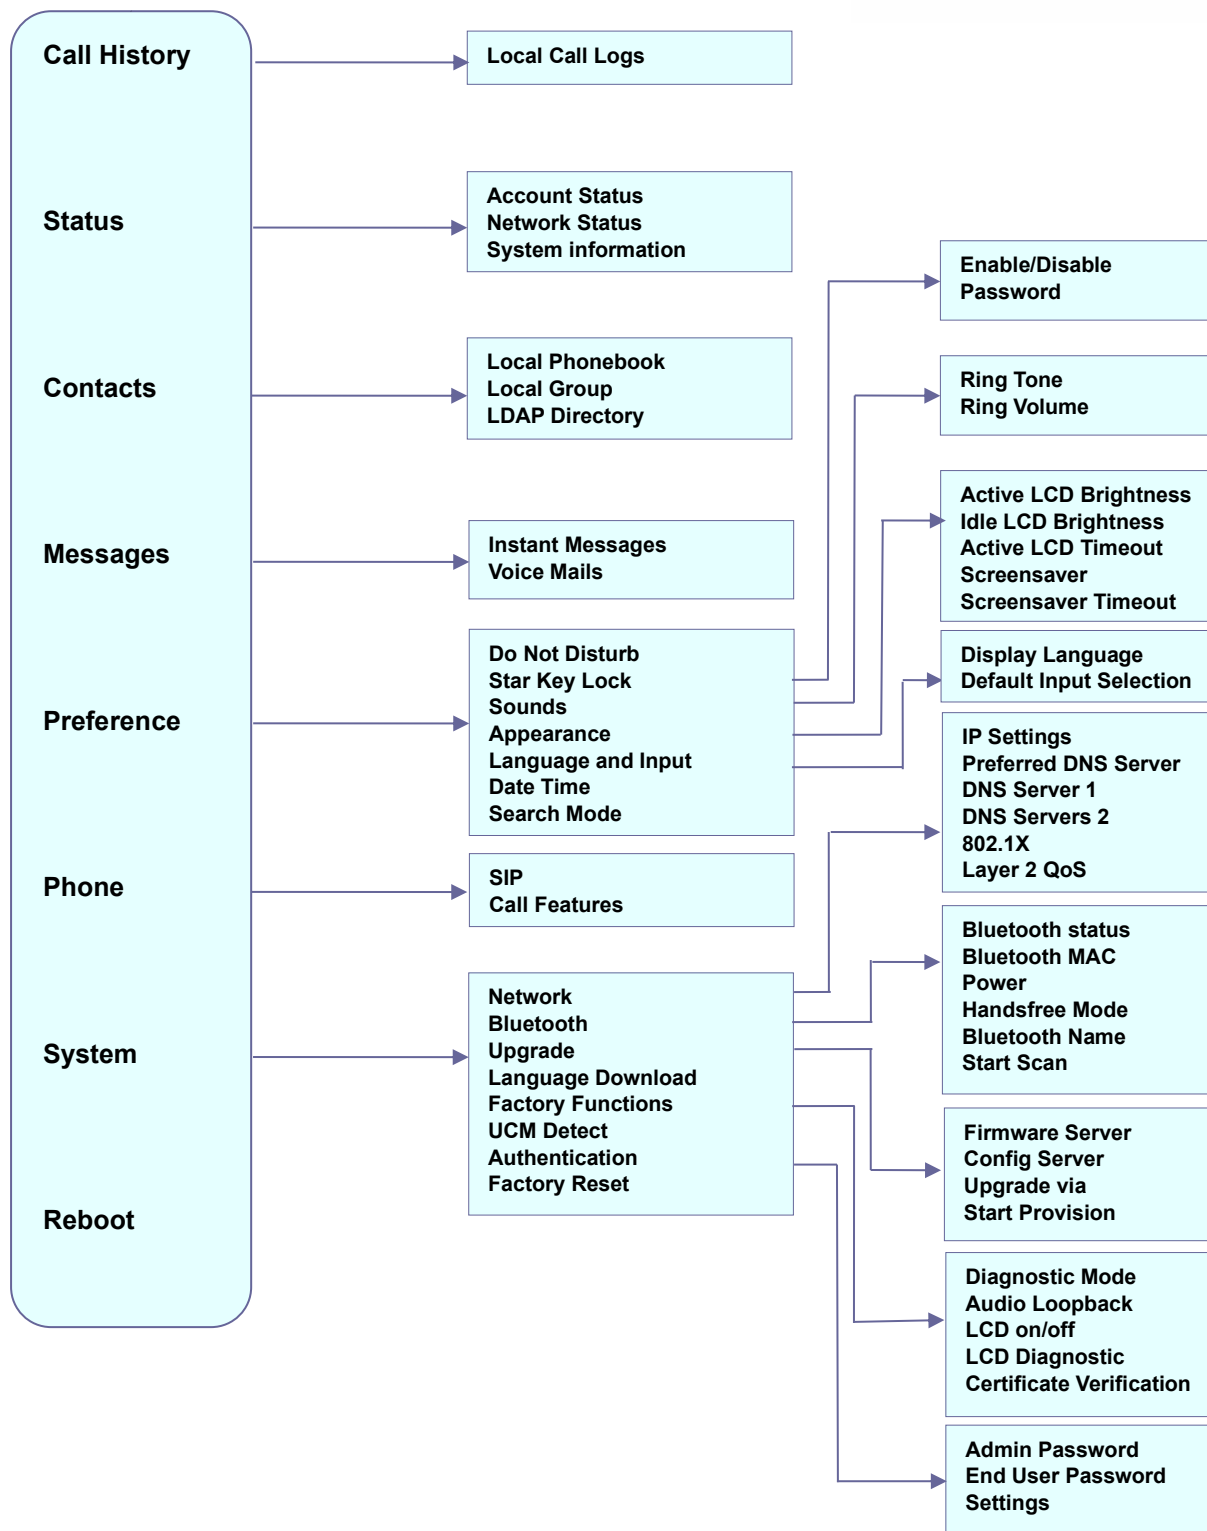 Call History
Status
Contacts
Messages
Preference
Phone
System
Reboot
Local Call Logs
Account Status
Network Status
System information
Local Phonebook
Local Group
LDAP Directory
Instant Messages
Voice Mails
Do Not Disturb
Star Key Lock
Sounds
Appearance
Language and Input
Date Time
Search Mode
SIP
Call Features
Network
Bluetooth
Upgrade
Language Download
Factory Functions
UCM Detect
Authentication
Factory Reset
Enable/Disable
Password
Ring Tone
Ring Volume
Active LCD Brightness
Idle LCD Brightness
Active LCD Timeout
Screensaver
Screensaver Timeout
Display Language
Default Input Selection
IP Settings
Preferred DNS Server
DNS Server 1
DNS Servers 2
802.1X
Layer 2 QoS
Bluetooth status
Bluetooth MAC
Power
Handsfree Mode
Bluetooth Name
Start Scan
Firmware Server
Config Server
Upgrade via
Start Provision
Diagnostic Mode
Audio Loopback
LCD on/off
LCD Diagnostic
Certificate Verification
Admin Password
End User Password
Settings